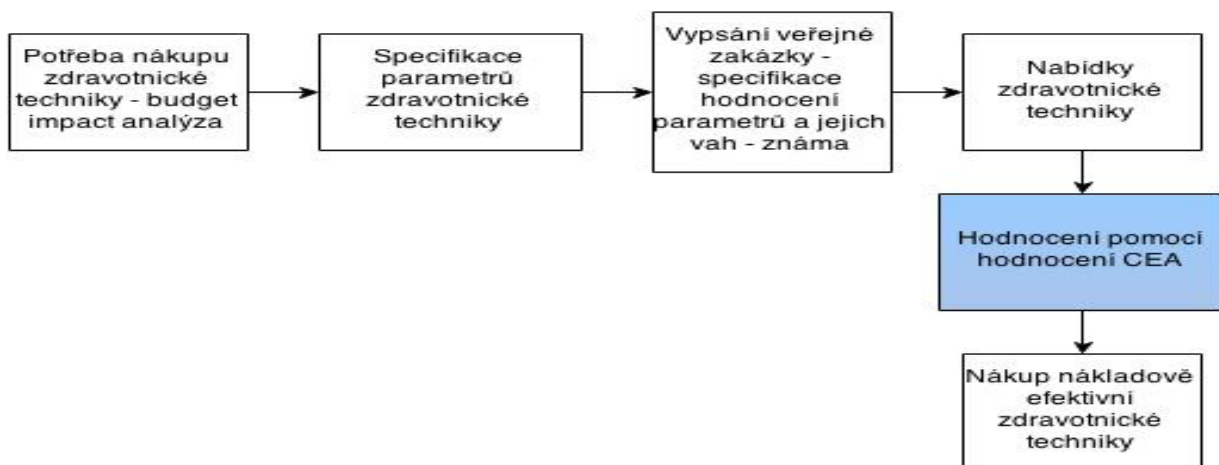 Potřeba nákupu
zdravotnické
techniky - budget
impact analýza
Specifikace
parametrů
zdravotnické
techniky
Vypsání veřejné
zakázky -
specifikace
hodnocení
parametrů a jejich
vah - známa
Nabídky
zdravotnické
techniky
Hodnocení pomocí
hodnocení CEA
Nákup nákladově
efektivní
zdravotnické
techniky